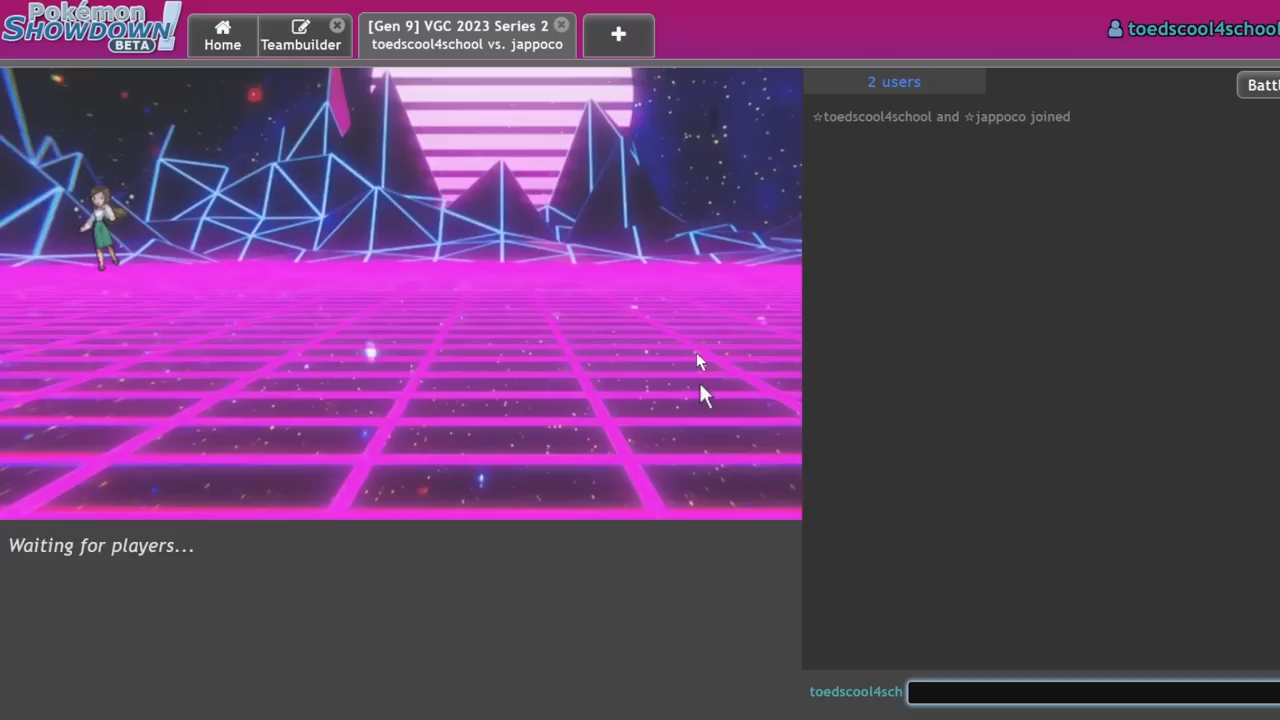 Pokémon
SHOWDOWN!
BETA
Home
Teambuilder
[Gen 9] VGC 2023 Series 2
toedscool4school vs. jappoco
toedscool4school
2 users
Battl
☆toedscool4school and ☆jappoco joined
Waiting for players...
toedscool4sch